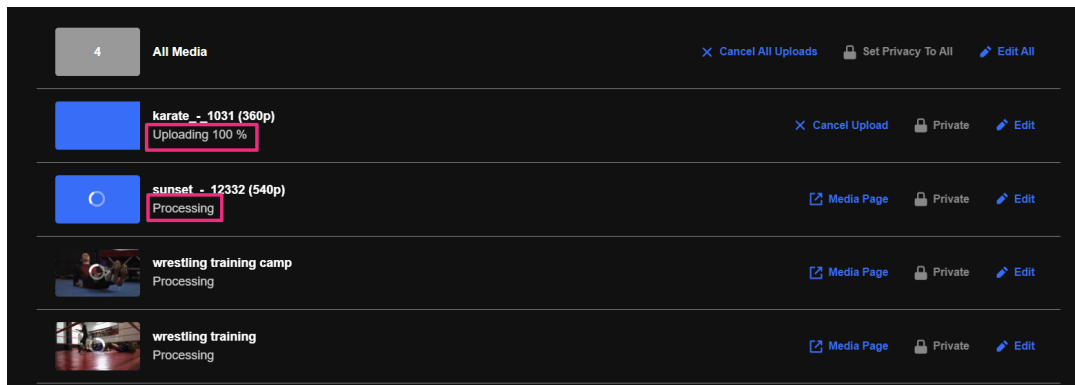 4 All Media Cancel All Uploads Set Privacy To All Edit All
karate_-_1031 (360p)
Uploading 100 % Cancel Upload Private Edit
sunset_-_12332 (540p)
Processing Media Page Private Edit
wrestling training camp
Processing Media Page Private Edit
wrestling training
Processing Media Page Private Edit